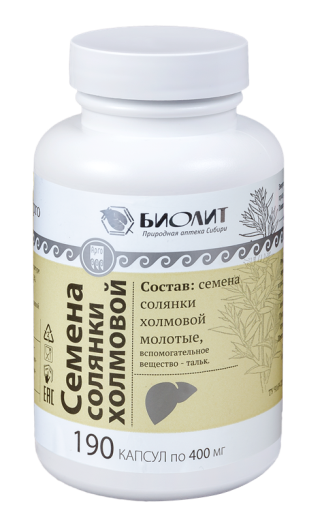 БИОЛИТ
Природная аптека Сибири
Семена
солянки
холмовой
Состав: семена
солянки
холмовой
молотые,
вспомогательное
вещество - тальк.
EAC
190 КАПСУЛ по 400 мг